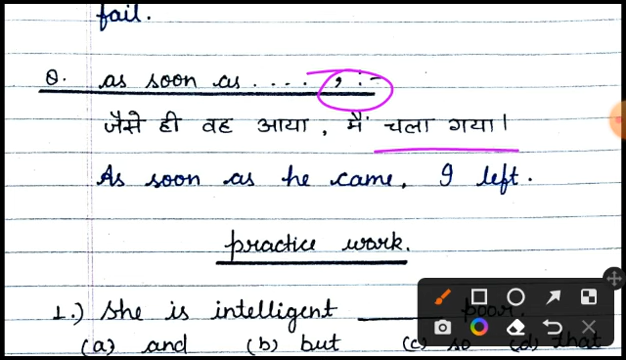 fail.
8. as soon as .... , :-
जैसे ही वह आया , मैं चला गया।
As soon as he came, I left.
practice work.
1.) She is intelligent ______ poor.
(a) and (b) but (c) so (d) that